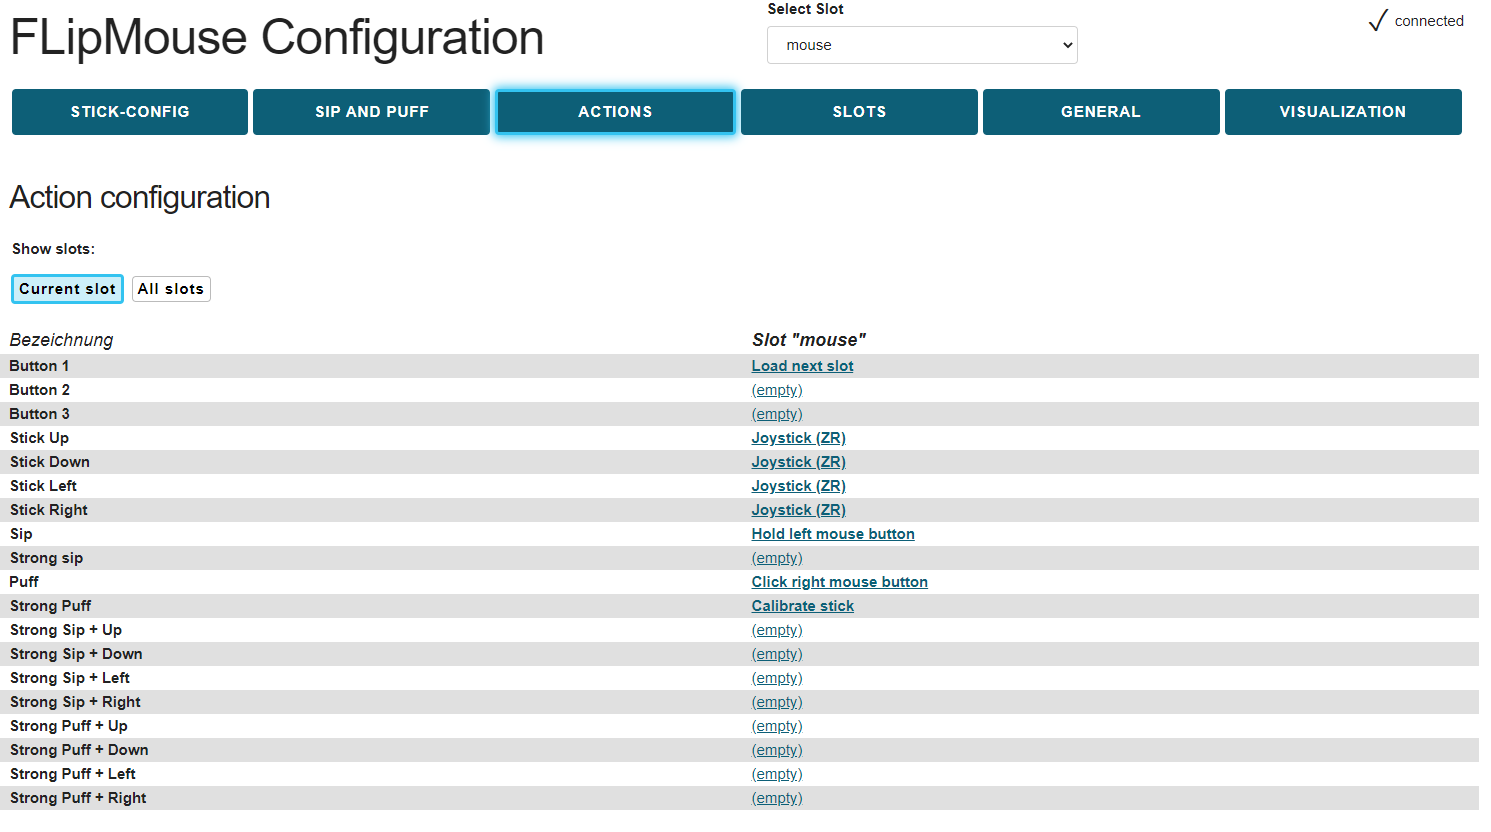 FLipMouse Configuration
Select Slot
mouse
connected
STICK-CONFIG SIP AND PUFF ACTIONS SLOTS GENERAL VISUALIZATION
Action configuration
Show slots:
Current slot All slots
Bezeichnung Slot "mouse"
Button 1 Load next slot
Button 2 (empty)
Button 3 (empty)
Stick Up Joystick (ZR)
Stick Down Joystick (ZR)
Stick Left Joystick (ZR)
Stick Right Joystick (ZR)
Sip Hold left mouse button
Strong sip (empty)
Puff Click right mouse button
Strong Puff Calibrate stick
Strong Sip + Up (empty)
Strong Sip + Down (empty)
Strong Sip + Left (empty)
Strong Sip + Right (empty)
Strong Puff + Up (empty)
Strong Puff + Down (empty)
Strong Puff + Left (empty)
Strong Puff + Right (empty)